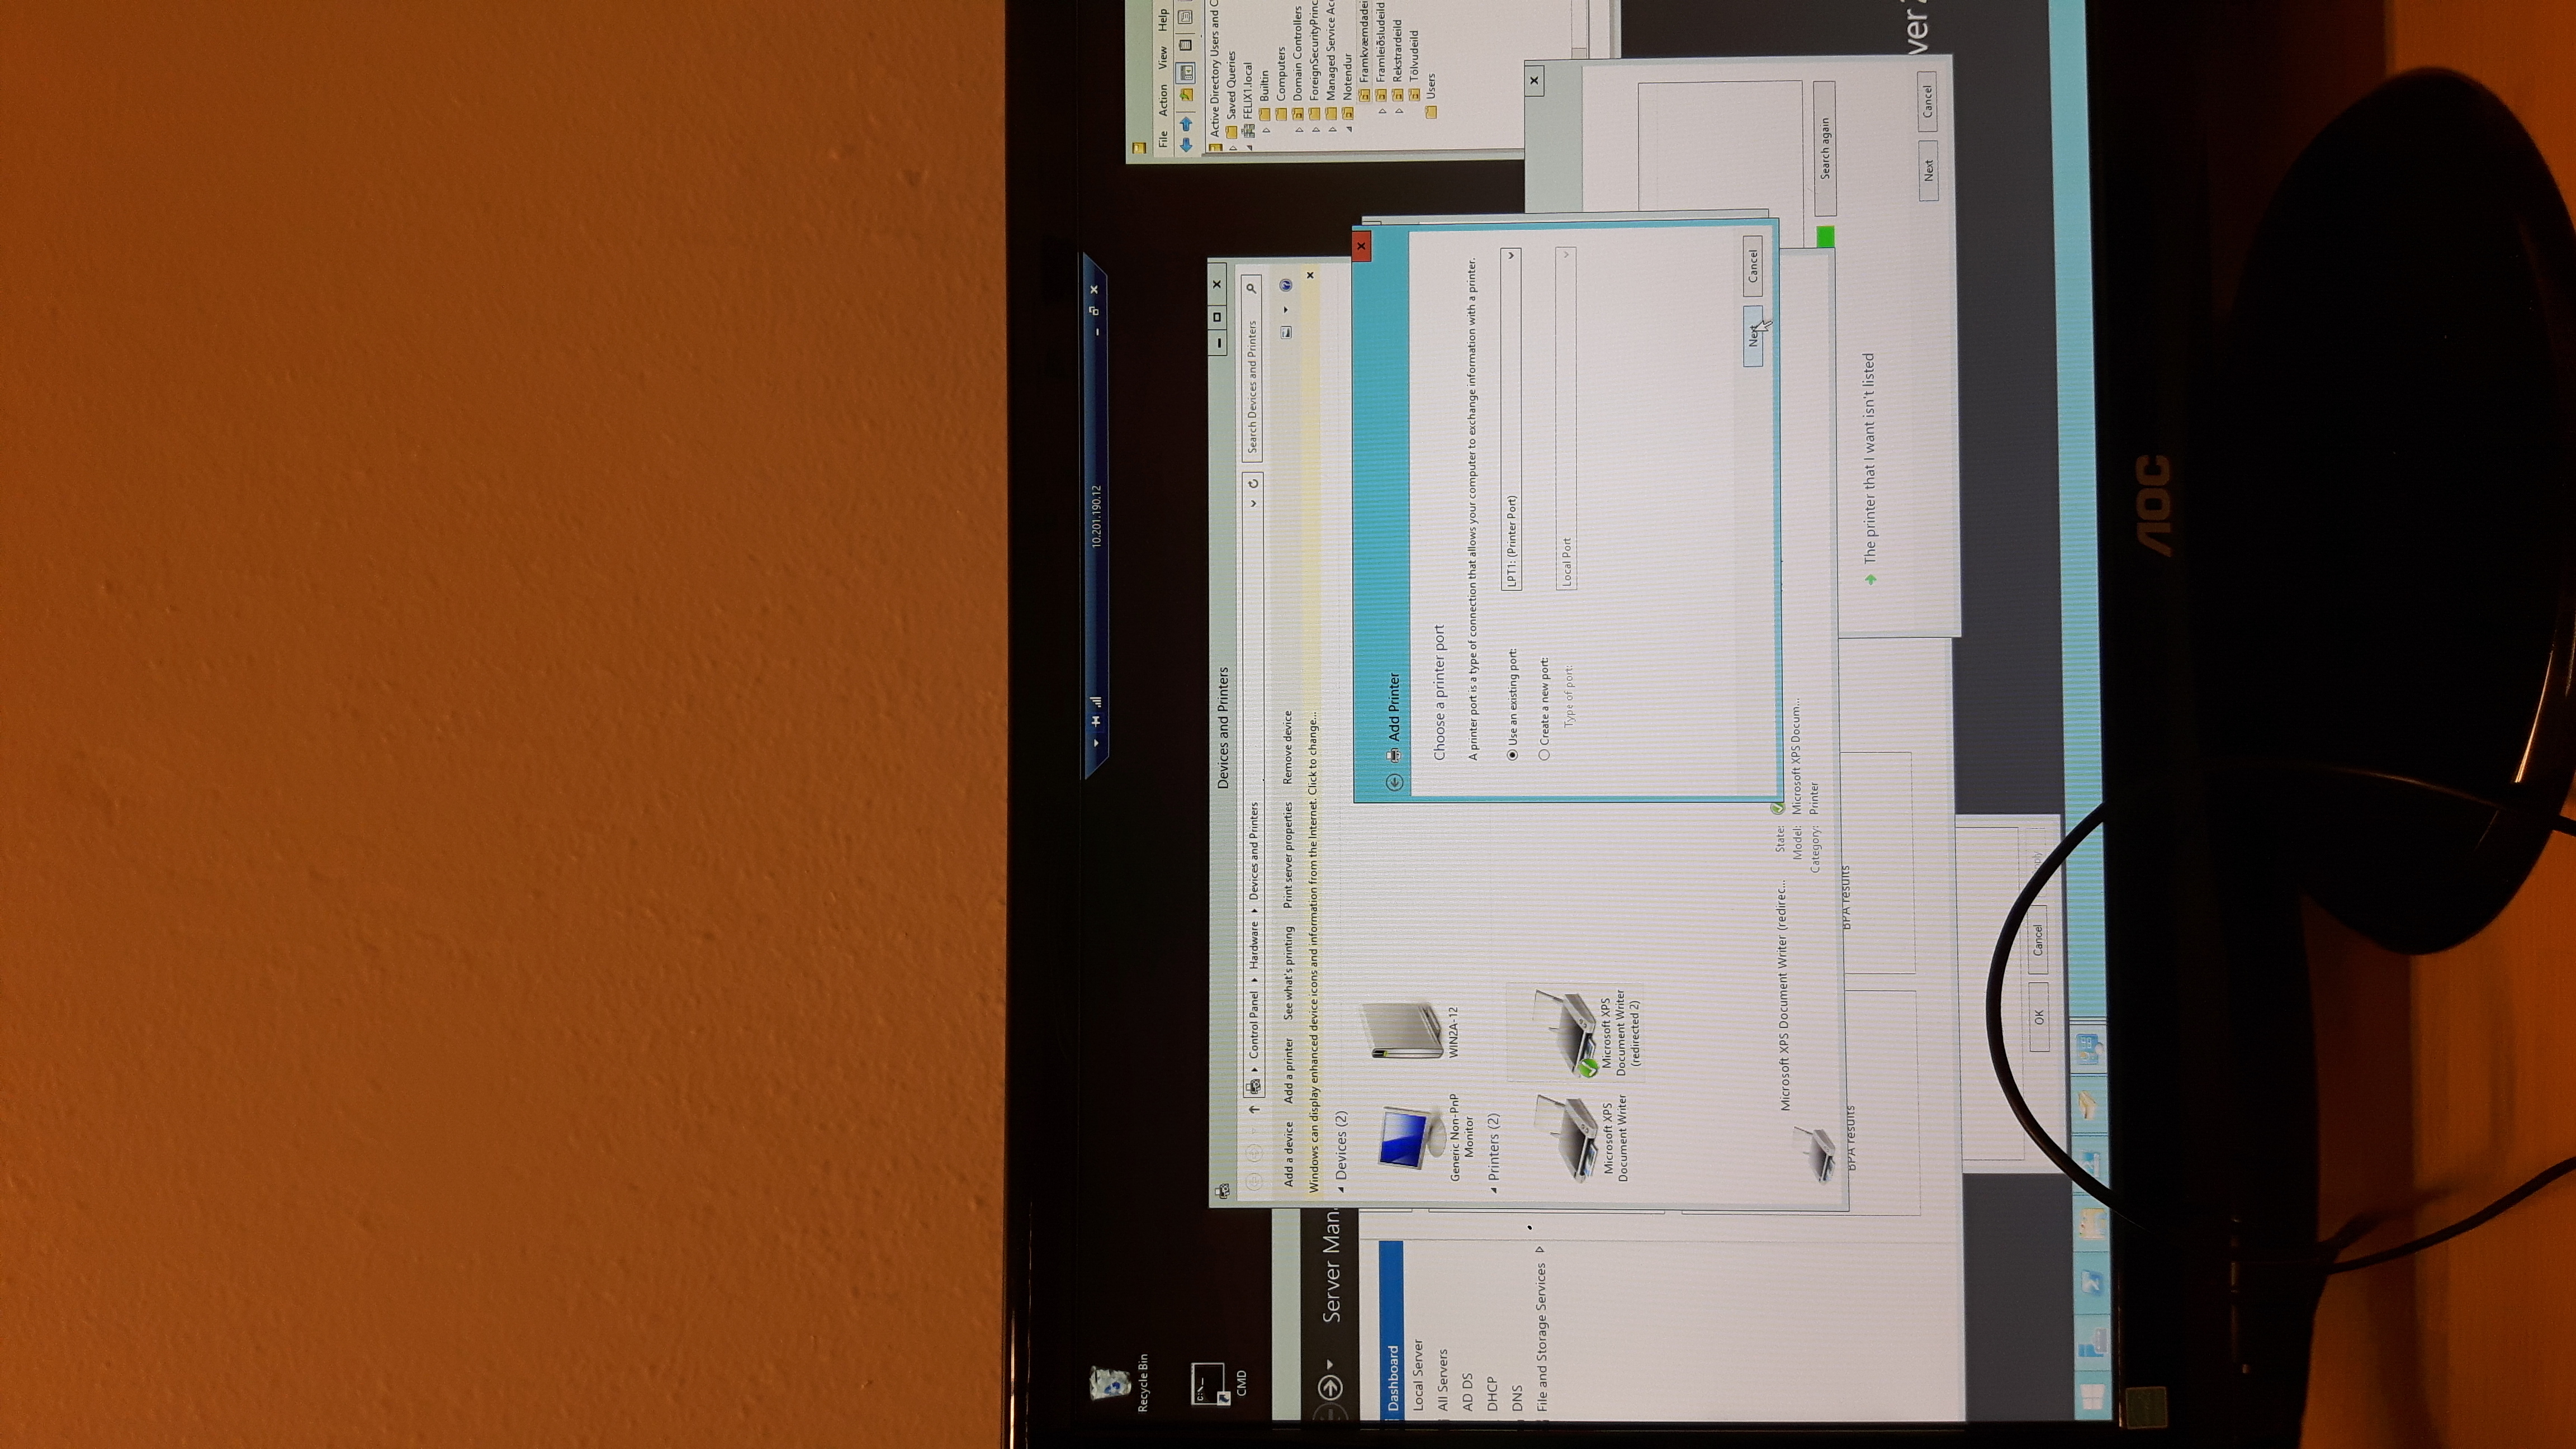 10.201.190.12
Recycle Bin
CMD
File Action View Help
Active Directory Users and C
Saved Queries
FELIX1.local
Builtin
Computers
Domain Controllers
ForeignSecurityPrinc
Managed Service Acc
Notendur
Framkvæmdadei
Framleiðsludeild
Rekstrardeild
Tölvudeild
Users
Devices and Printers
Control Panel Hardware Devices and Printers
Search Devices and Printers
Add a device Add a printer See what's printing Print server properties Remove device
Windows can display enhanced device icons and information from the Internet. Click to change...
Server Man
Dashboard
Local Server
All Servers
AD DS
DHCP
DNS
File and Storage Services
Devices (2)
Generic Non-PnP
Monitor
WIN2A-12
Printers (2)
Microsoft XPS
Document Writer
Microsoft XPS
Document Writer
(redirected 2)
Add Printer
Choose a printer port
A printer port is a type of connection that allows your computer to exchange information with a printer.
Use an existing port: LPT1: (Printer Port)
Create a new port:
Type of port: Local Port
Next Cancel
Microsoft XPS Document Writer (redirec...
State:
Model: Microsoft XPS Docum...
Category: Printer
BPA results BPA results
Search again
The printer that I want isn't listed
Next Cancel
ver 2
OK Cancel
AOC